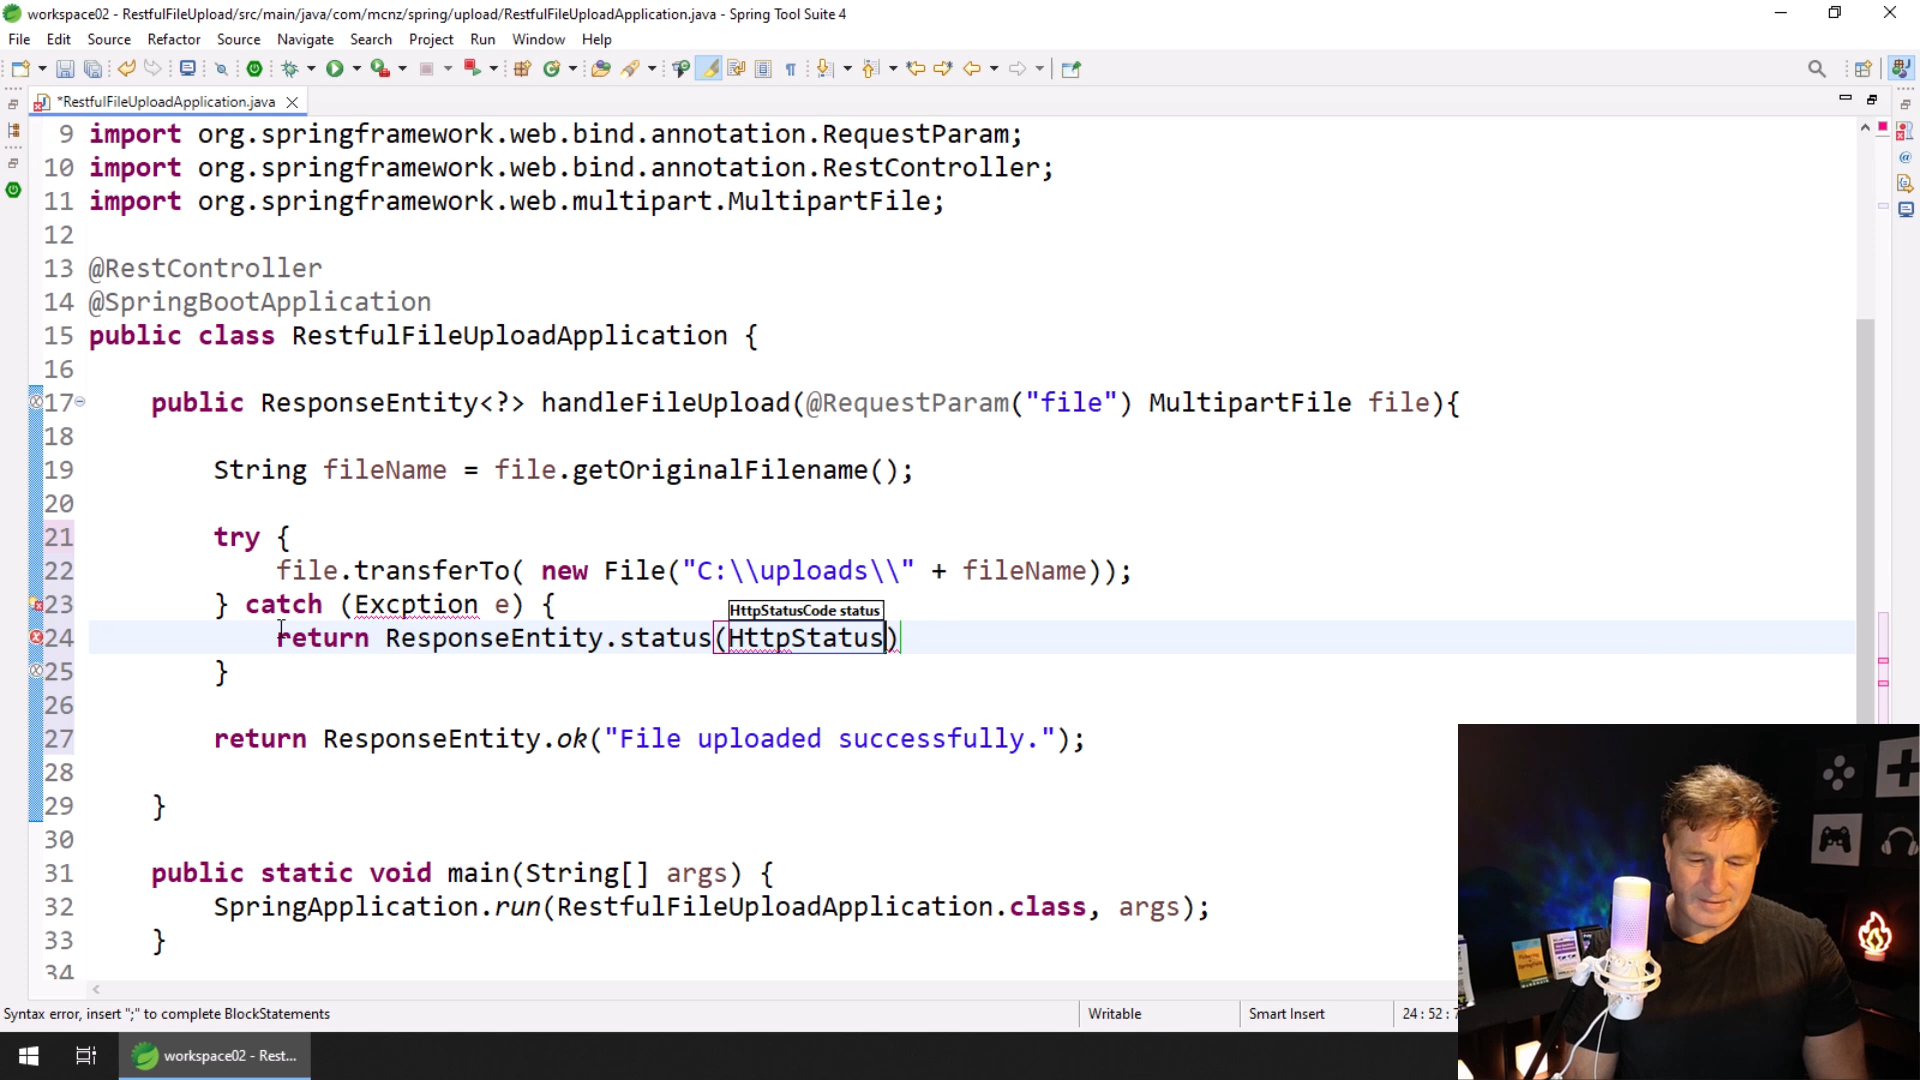 workspace02 - RestfulFileUpload/src/main/java/com/mcnz/spring/upload/RestfulFileUploadApplication.java - Spring Tool Suite 4
File Edit Source Refactor Source Navigate Search Project Run Window Help
*RestfulFileUploadApplication.java
9 import org.springframework.web.bind.annotation.RequestParam;
10 import org.springframework.web.bind.annotation.RestController;
11 import org.springframework.web.multipart.MultipartFile;
12
13 @RestController
14 @SpringBootApplication
15 public class RestfulFileUploadApplication {
16
17 public ResponseEntity<?> handleFileUpload(@RequestParam("file") MultipartFile file){
18
19 String fileName = file.getOriginalFilename();
20
21 try {
22 file.transferTo( new File("C:\\uploads\\" + fileName));
23 } catch (Excption e) {
HttpStatusCode status
24 return ResponseEntity.status(HttpStatus)
25 }
26
27 return ResponseEntity.ok("File uploaded successfully.");
28
29 }
30
31 public static void main(String[] args) {
32 SpringApplication.run(RestfulFileUploadApplication.class, args);
33 }
34
Syntax error, insert ";" to complete BlockStatements
Writable
Smart Insert
24 : 52 : 7
workspace02 - Rest...